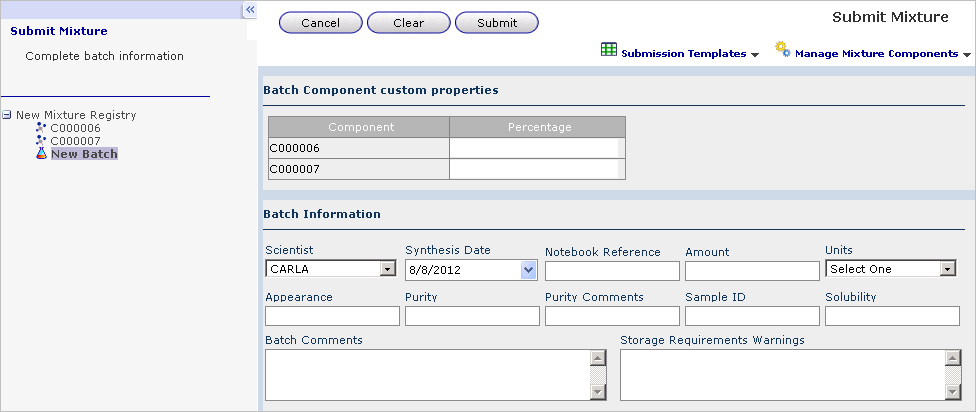 «
Submit Mixture
Complete batch information
New Mixture Registry
C000006
C000007
New Batch
Cancel Clear Submit
Submit Mixture
Submission Templates Manage Mixture Components
Batch Component custom properties
Component Percentage
C000006
C000007
Batch Information
Scientist Synthesis Date Notebook Reference Amount Units
CARLA 8/8/2012 Select One
Appearance Purity Purity Comments Sample ID Solubility
Batch Comments Storage Requirements Warnings